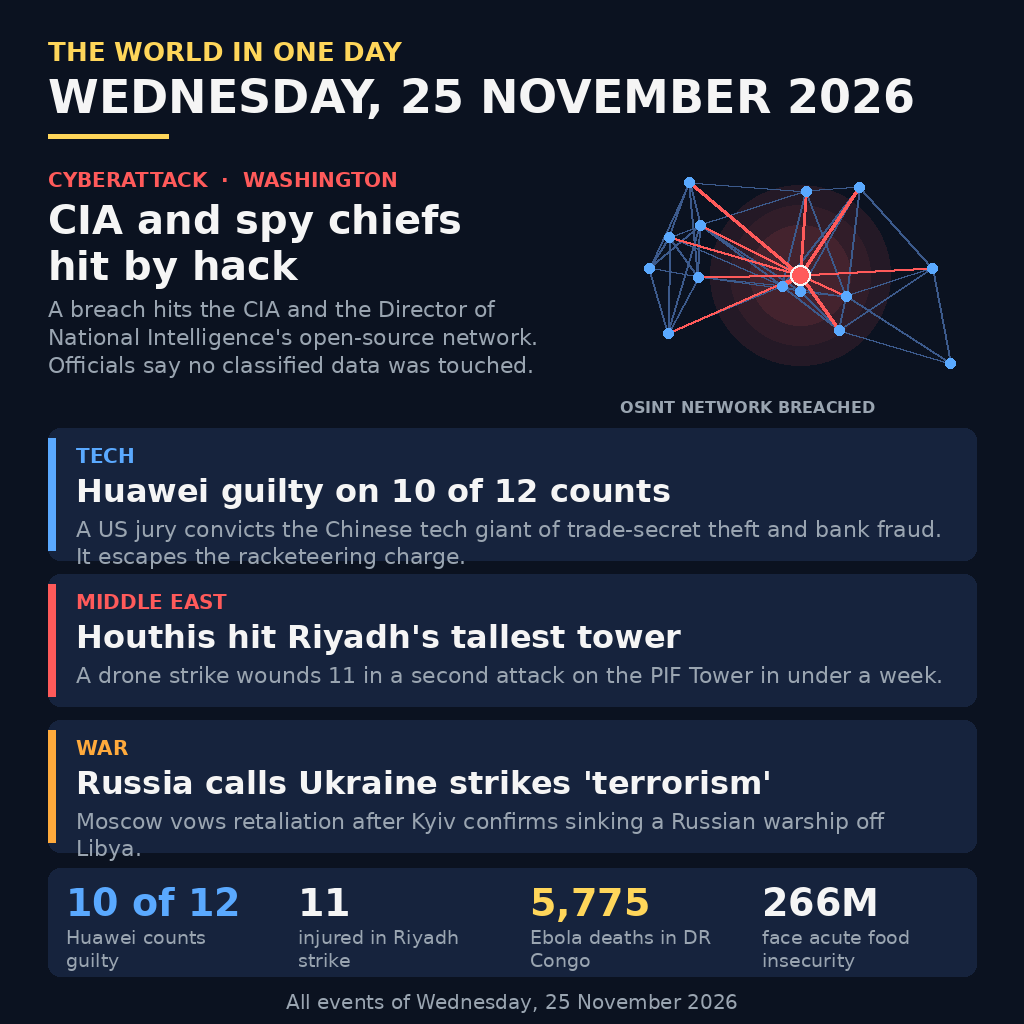 THE WORLD IN ONE DAY
WEDNESDAY, 25 NOVEMBER 2026
CYBERATTACK · WASHINGTON
CIA and spy chiefs
hit by hack
A breach hits the CIA and the Director of
National Intelligence's open-source network.
Officials say no classified data was touched.
OSINT NETWORK BREACHED
TECH
Huawei guilty on 10 of 12 counts
A US jury convicts the Chinese tech giant of trade-secret theft and bank fraud.
It escapes the racketeering charge.
MIDDLE EAST
Houthis hit Riyadh's tallest tower
A drone strike wounds 11 in a second attack on the PIF Tower in under a week.
WAR
Russia calls Ukraine strikes 'terrorism'
Moscow vows retaliation after Kyiv confirms sinking a Russian warship off
Libya.
10 of 12
Huawei counts
guilty
11
injured in Riyadh
strike
5,775
Ebola deaths in DR
Congo
266M
face acute food
insecurity
All events of Wednesday, 25 November 2026